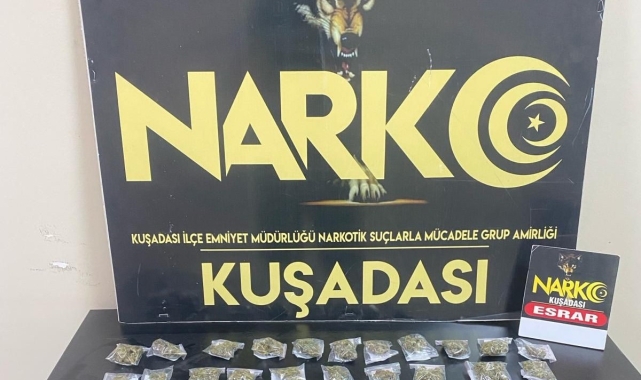 NARKO
KUŞADASI İLÇE EMNİYET MÜDÜRLÜĞÜ NARKOTİK SUÇLARLA MÜCADELE GRUP AMİRLİĞİ
KUŞADASI
NARKO
KUŞADASI
ESRAR